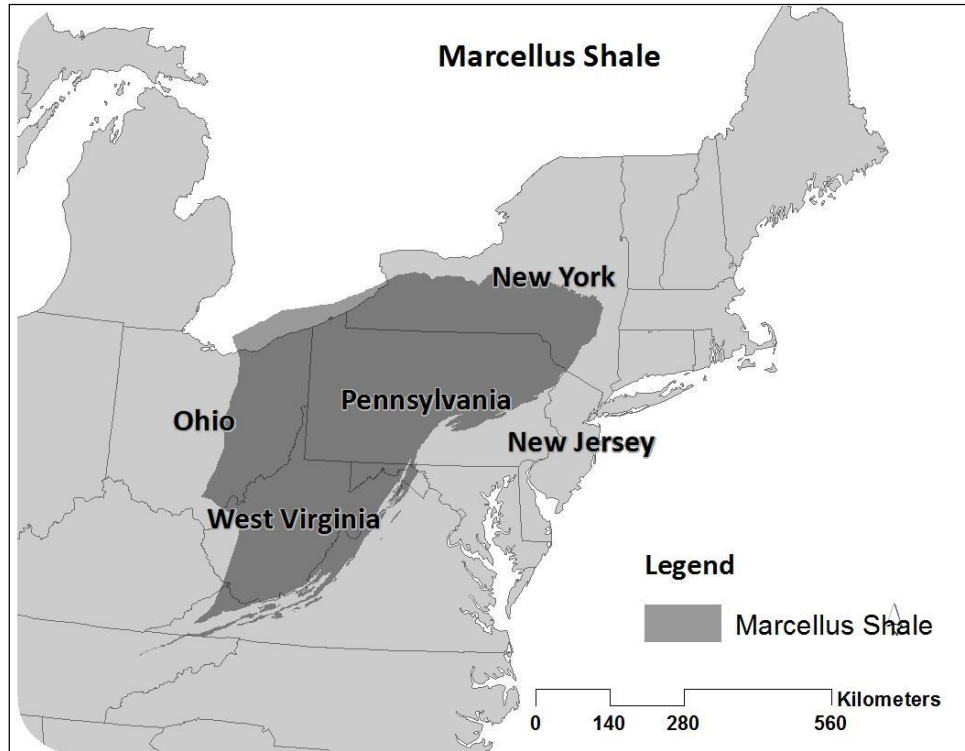 Marcellus Shale
New York
Pennsylvania
Ohio
New Jersey
West Virginia
Legend
Marcellus Shale
Kilometers
0 140 280 560